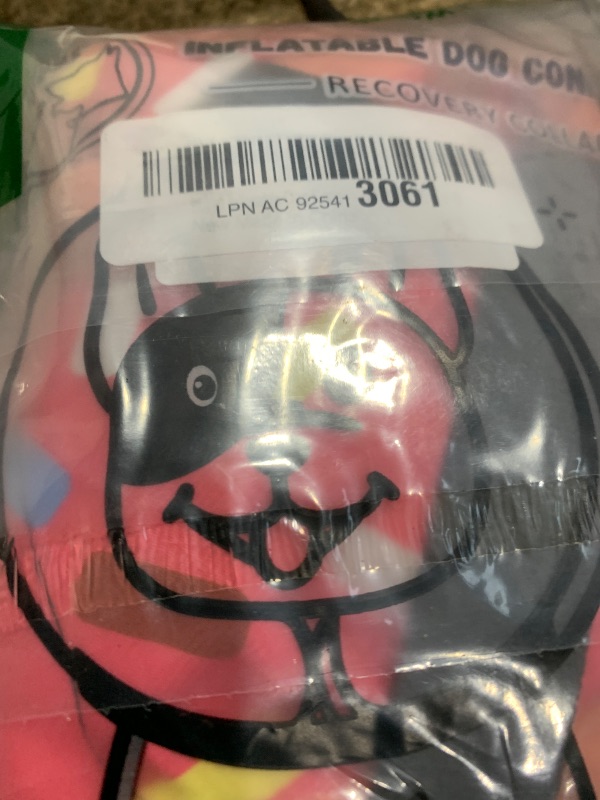 INFLATABLE DOG CON
RECOVERY COLLA
LPN AC 92541 3061